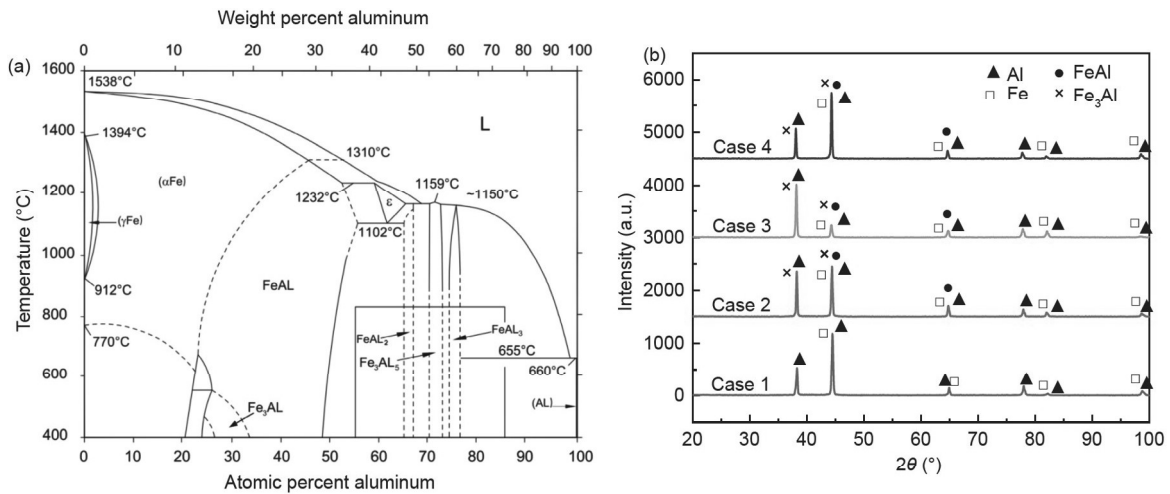 Weight percent aluminum
0 10 20 30 40 50 60 70 80 90 100
(a)
1600
1400
1200
1000
800
600
400
Temperature (°C)
1538°C
1394°C
(αFe)
(γFe)
912°C
770°C
1310°C
1232°C
1102°C
ε
1159°C
~1150°C
L
FeAL
FeAL2
Fe3AL5
FeAL3
655°C
660°C
(AL)
Fe3AL
0 10 20 30 40 50 60 70 80 90 100
Atomic percent aluminum
(b)
6000
5000
4000
3000
2000
1000
0
Intensity (a.u.)
Al
FeAl
Fe
Fe3Al
Case 4
Case 3
Case 2
Case 1
20 30 40 50 60 70 80 90 100
2θ (°)